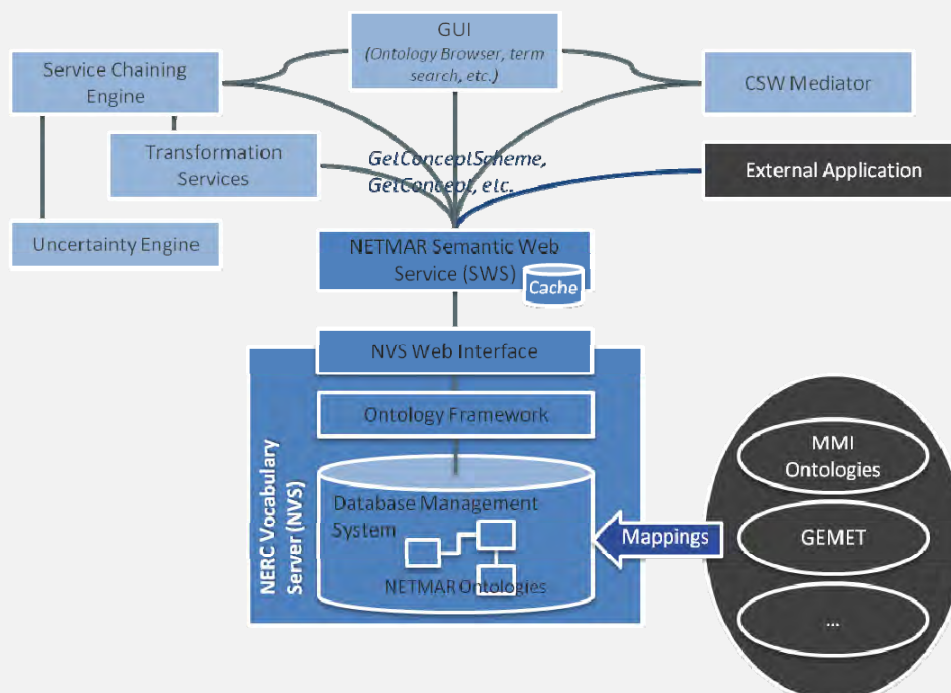 GUI
(Ontology Browser, term
search, etc.)
Service Chaining
Engine
CSW Mediator
Transformation
Services
GetConceptScheme,
GetConcept, etc.
External Application
Uncertainty Engine
NETMAR Semantic Web
Service (SWS)
Cache
NVS Web Interface
Ontology Framework
NERC Vocabulary
Server (NVS)
Database Management
System
NETMAR Ontologies
Mappings
MMI
Ontologies
GEMET
...